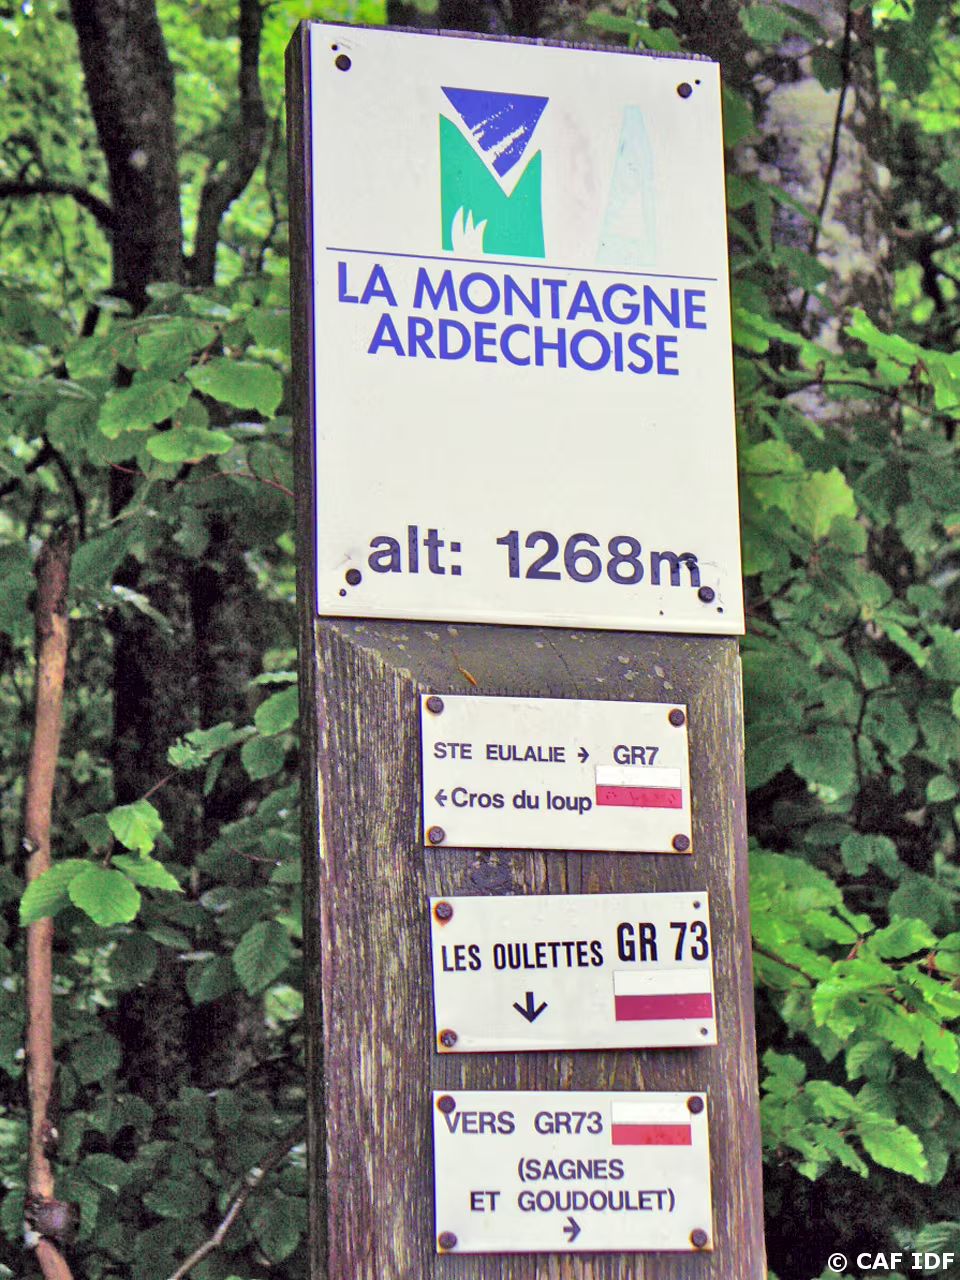 LA MONTAGNE
ARDECHOISE
alt: 1268m
STE EULALIE → GR7
←Cros du loup
LES OULETTES GR 73
↓
VERS GR73
(SAGNES
ET GOUDOULET)
→
© CAF IDF